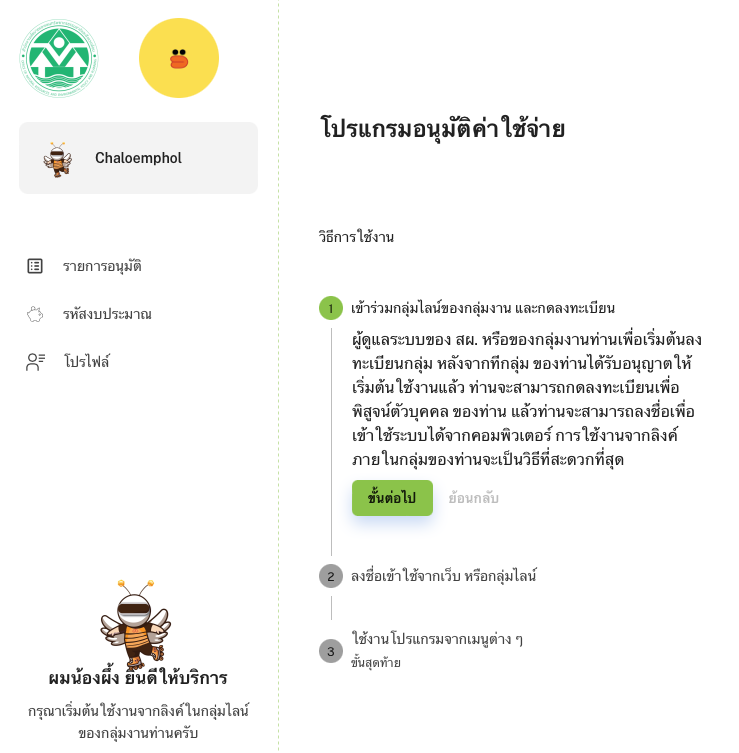 Chaloemphol
รายการอนุมัติ
รหัสงบประมาณ
โปรไฟล์
ผมน้องผึ้ง ยินดีให้บริการ
กรุณาเริ่มต้นใช้งานจากลิงค์ในกลุ่มไลน์
ของกลุ่มงานท่านครับ
โปรแกรมอนุมัติค่าใช้จ่าย
วิธีการใช้งาน
1 เข้าร่วมกลุ่มไลน์ของกลุ่มงาน และกดลงทะเบียน
ผู้ดูแลระบบของ สผ. หรือของกลุ่มงานท่านเพื่อเริ่มต้นลง
ทะเบียนกลุ่ม หลังจากทีกลุ่ม ของท่านได้รับอนุญาตให้
เริ่มต้นใช้งานแล้ว ท่านจะสามารถกดลงทะเบียนเพื่อ
พิสูจน์ตัวบุคคล ของท่าน แล้วท่านจะสามารถลงชื่อเพื่อ
เข้าใช้ระบบได้จากคอมพิวเตอร์ การใช้งานจากลิงค์
ภายในกลุ่มของท่านจะเป็นวิธีที่สะดวกที่สุด
ขั้นต่อไป ย้อนกลับ
2 ลงชื่อเข้าใช้จากเว็บ หรือกลุ่มไลน์
3 ใช้งานโปรแกรมจากเมนูต่าง ๆ
ขั้นสุดท้าย